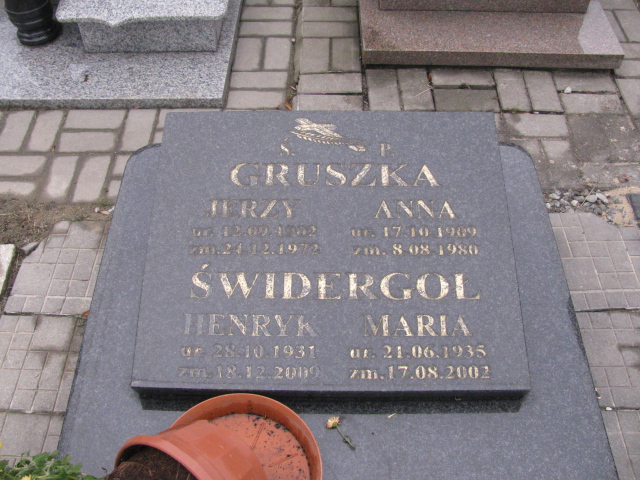 Ś. P.
GRUSZKA
JERZY ANNA
ur. 12.09.1902 ur. 17.10.1909
zm. 24.12.1972 zm. 8.08.1980
ŚWIDERGOL
HENRYK MARIA
ur. 28.10.1931 ur. 21.06.1935
zm. 18.12.2009 zm. 17.08.2002